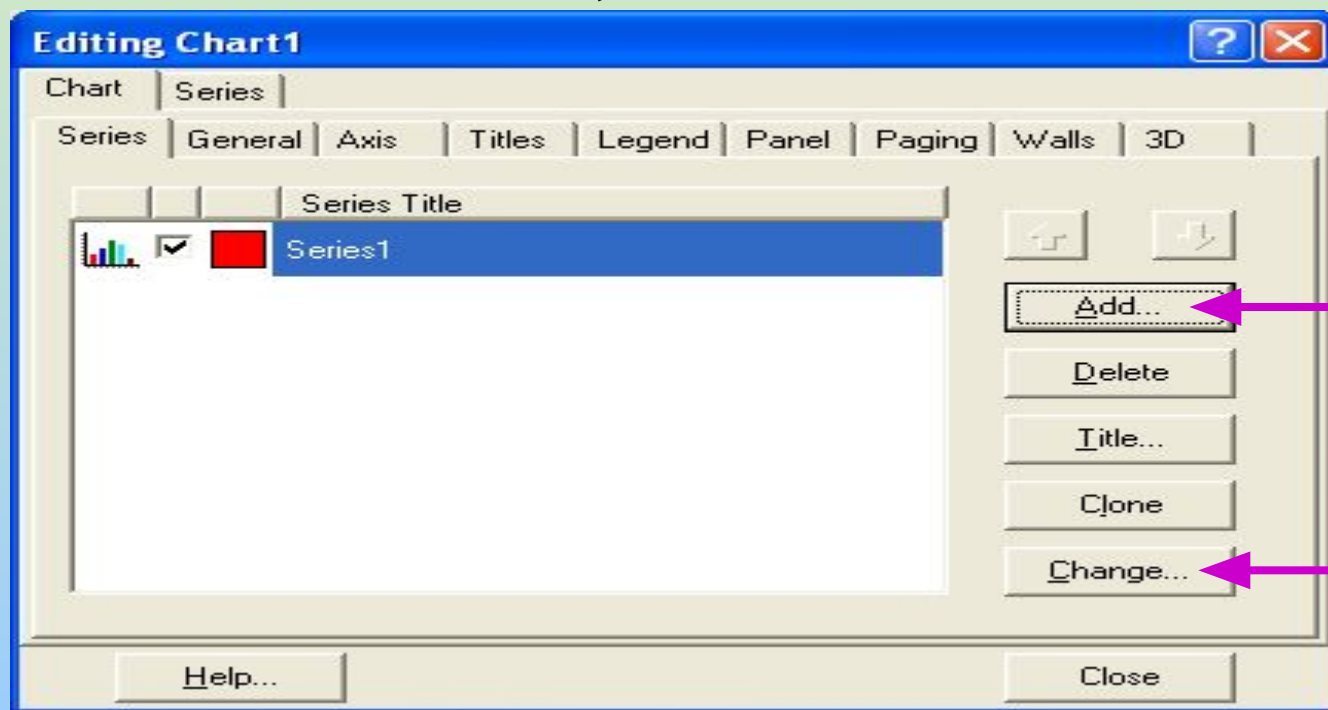 Editing Chart1
Chart Series
Series General Axis Titles Legend Panel Paging Walls 3D
Series Title
Series1
Add...
Delete
Title...
Clone
Change...
Help... Close